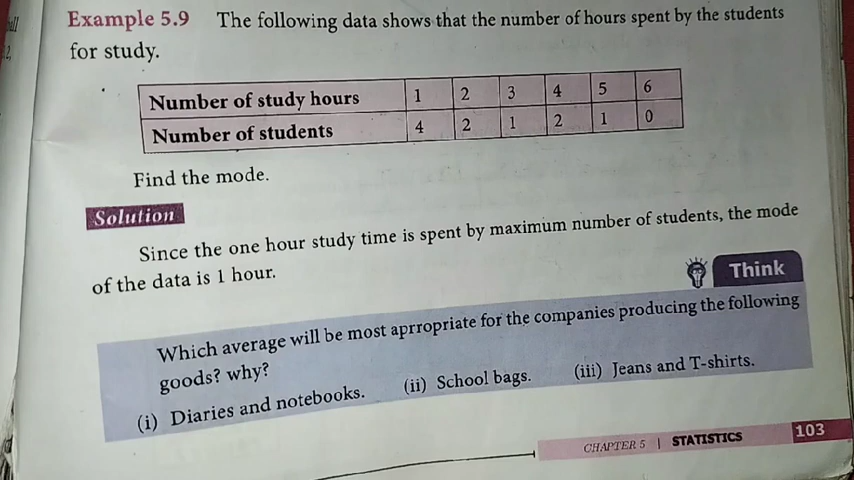 Example 5.9 The following data shows that the number of hours spent by the students
for study.
Number of study hours 1 2 3 4 5 6
Number of students 4 2 1 2 1 0
Find the mode.
Solution
Since the one hour study time is spent by maximum number of students, the mode
of the data is 1 hour.
Think
Which average will be most aprropriate for the companies producing the following
goods? why?
(i) Diaries and notebooks. (ii) School bags. (iii) Jeans and T-shirts.
CHAPTER 5 | STATISTICS 103